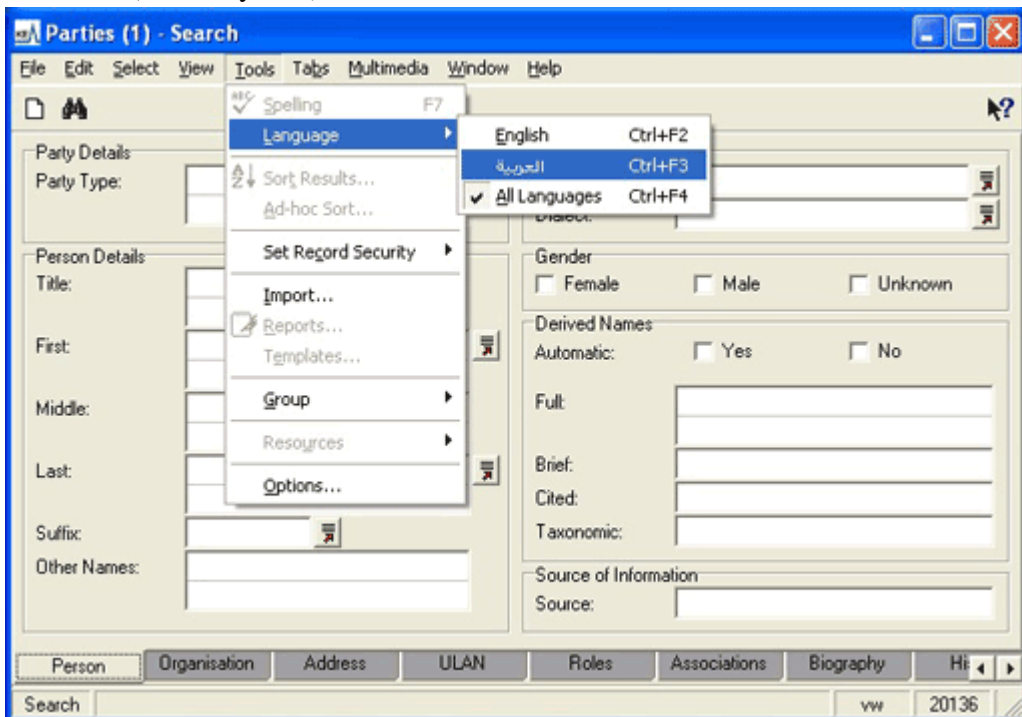 Parties (1) - Search
File Edit Select View Tools Tabs Multimedia Window Help
Spelling F7
Language
Sort Results...
Ad-hoc Sort...
Set Record Security
Import...
Reports...
Templates...
Group
Resources
Options...
English Ctrl+F2
العربية Ctrl+F3
All Languages Ctrl+F4
Party Details
Party Type:
Dialect:
Person Details
Title:
First:
Middle:
Last:
Suffix:
Other Names:
Gender
Female Male Unknown
Derived Names
Automatic: Yes No
Full:
Brief:
Cited:
Taxonomic:
Source of Information
Source:
Person Organisation Address ULAN Roles Associations Biography
Search vw 20136